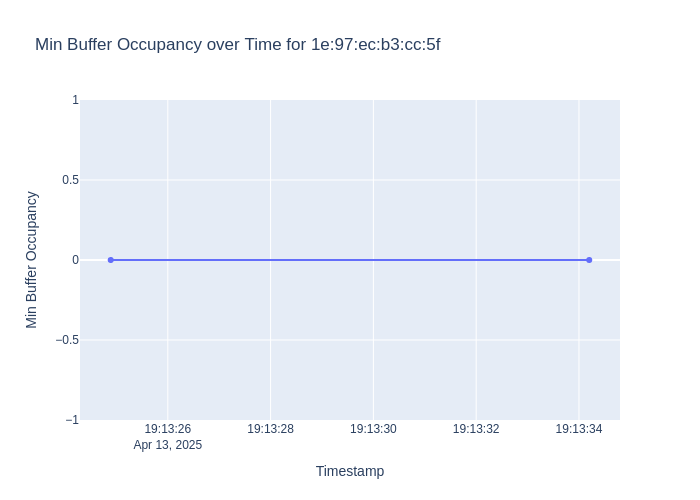 Min Buffer Occupancy over Time for 1e:97:ec:b3:cc:5f
1
0.5
0
−0.5
−1
Min Buffer Occupancy
19:13:26
Apr 13, 2025
19:13:28
19:13:30
19:13:32
19:13:34
Timestamp